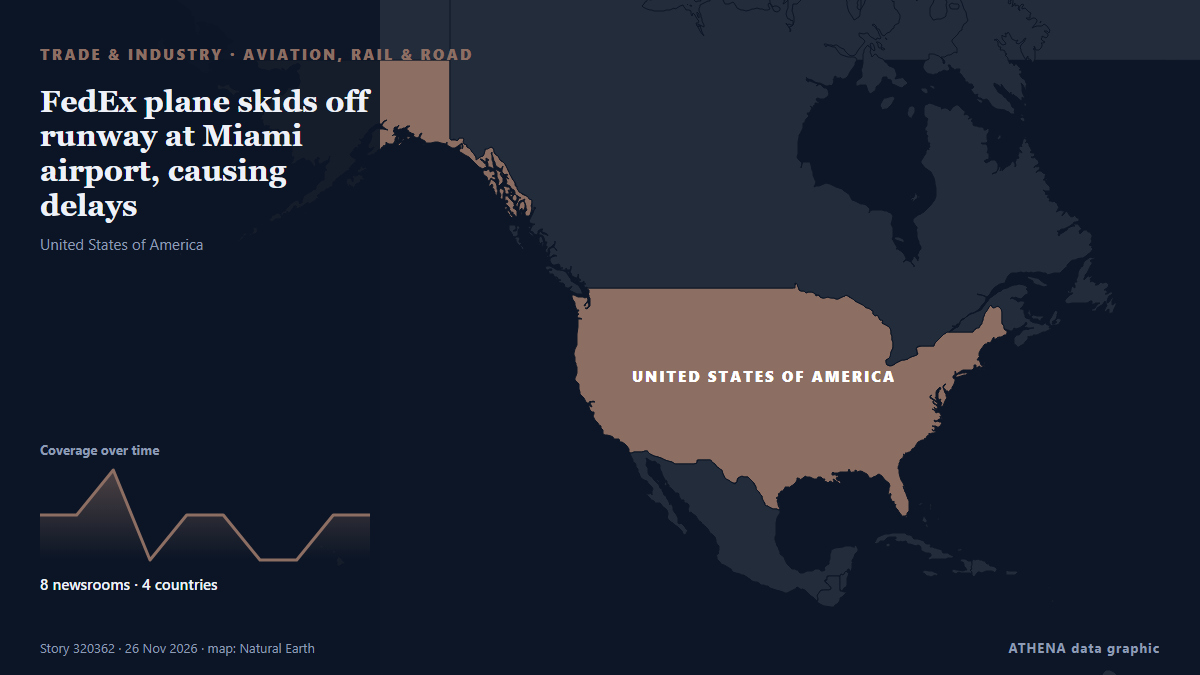 TRADE & INDUSTRY · AVIATION, RAIL & ROAD
FedEx plane skids off
runway at Miami
airport, causing
delays
United States of America
UNITED STATES OF AMERICA
Coverage over time
8 newsrooms · 4 countries
Story 320362 · 26 Nov 2026 · map: Natural Earth
ATHENA data graphic